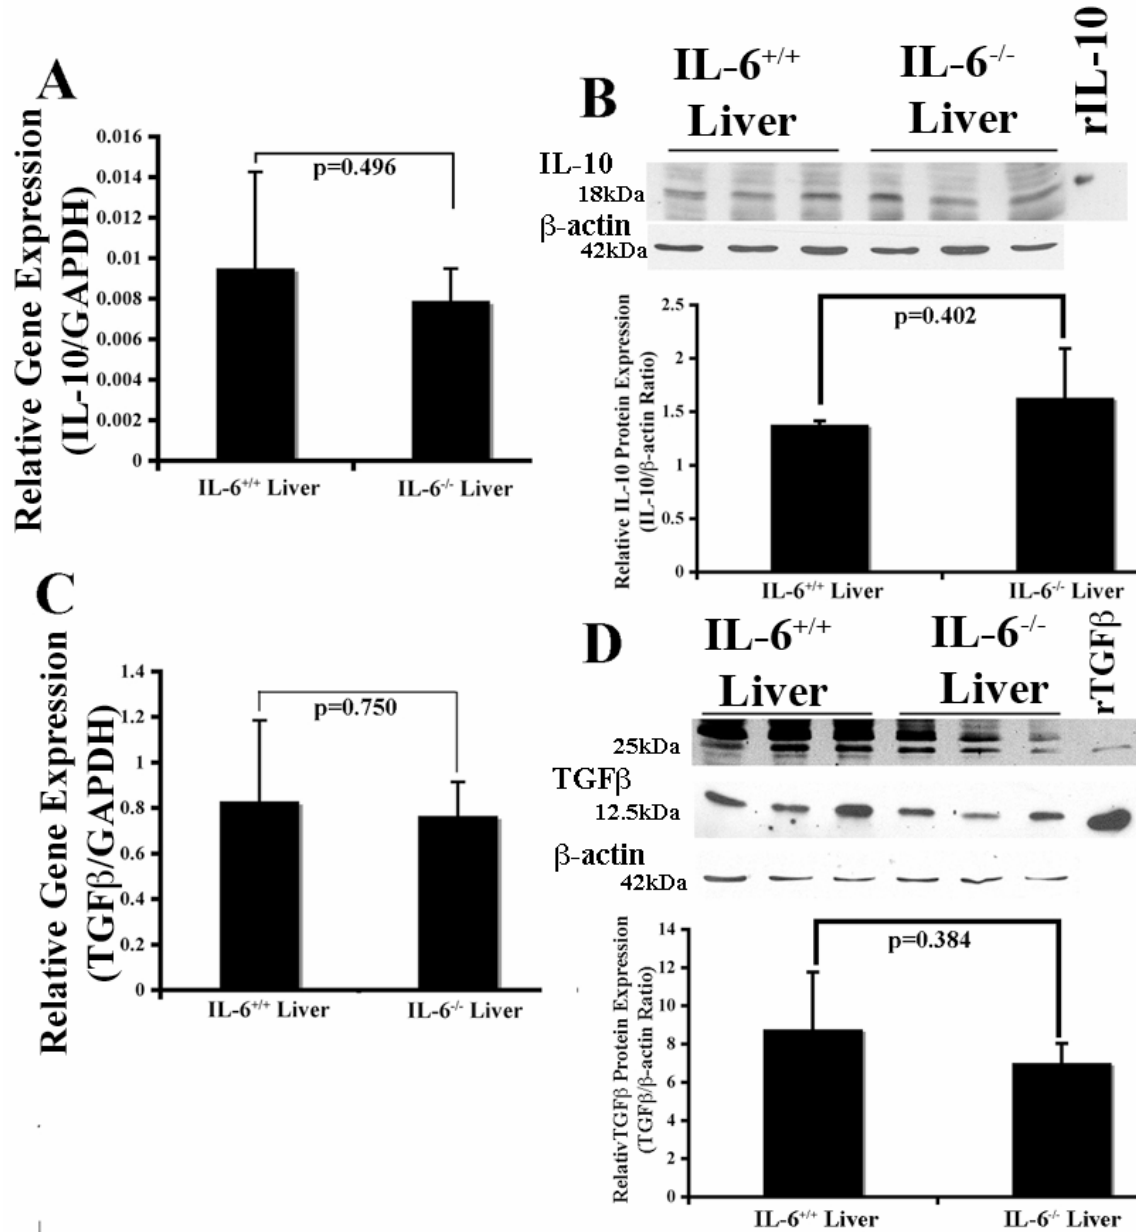 A
Relative Gene Expression
(IL-10/GAPDH)
0.016
0.014
0.012
0.01
0.008
0.006
0.004
0.002
0
p=0.496
IL-6+/+ Liver
IL-6-/- Liver
B
IL-6+/+
Liver
IL-6-/-
Liver
rIL-10
IL-10
18kDa
β-actin
42kDa
Relative IL-10 Protein Expression
(IL-10/β-actin Ratio)
2.5
2
1.5
1
0.5
0
p=0.402
IL-6+/+ Liver
IL-6-/- Liver
C
Relative Gene Expression
(TGFβ/GAPDH)
1.4
1.2
1
0.8
0.6
0.4
0.2
0
p=0.750
IL-6+/+ Liver
IL-6-/- Liver
D
IL-6+/+
Liver
IL-6-/-
Liver
rTGFβ
25kDa
TGFβ
12.5kDa
β-actin
42kDa
RelativTGFβ Protein Expression
(TGFβ/β-actin Ratio)
14
12
10
8
6
4
2
0
p=0.384
IL-6+/+ Liver
IL-6-/- Liver